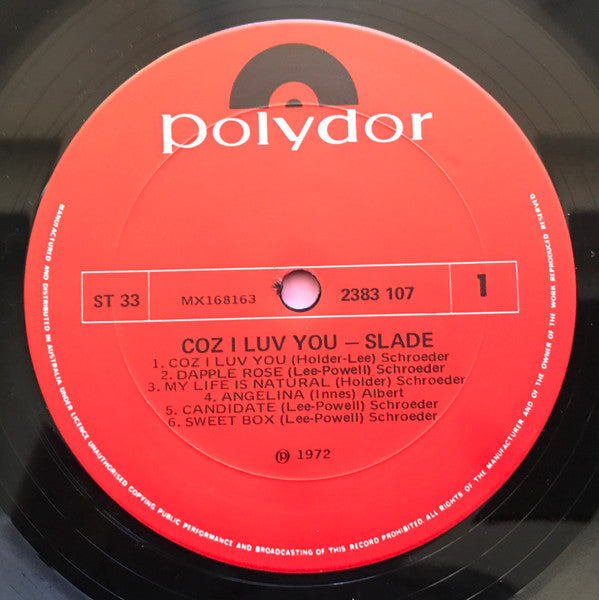 polydor
ST 33 MX168163 2383 107 1
COZ I LUV YOU — SLADE
1. COZ I LUV YOU (Holder-Lee) Schroeder
2. DAPPLE ROSE (Lee-Powell) Schroeder
3. MY LIFE IS NATURAL (Holder) Schroeder
4. ANGELINA (Innes) Albert
5. CANDIDATE (Lee-Powell) Schroeder
6. SWEET BOX (Lee-Powell) Schroeder
℗ 1972
MANUFACTURED AND DISTRIBUTED IN AUSTRALIA UNDER LICENCE UNAUTHORISED COPYING PUBLIC PERFORMANCE AND BROADCASTING OF THIS RECORD PROHIBITED ALL RIGHTS OF THE MANUFACTURER AND OF THE OWNER OF THE WORK REPRODUCED RESERVED